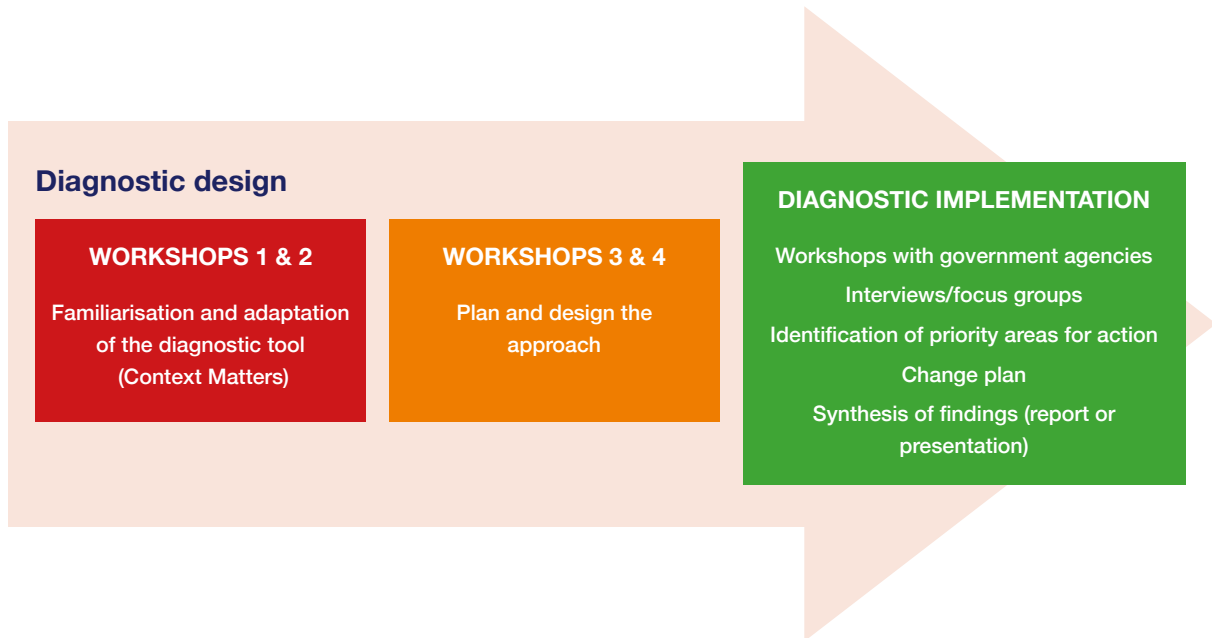 Diagnostic design
WORKSHOPS 1 & 2
Familiarisation and adaptation
of the diagnostic tool
(Context Matters)
WORKSHOPS 3 & 4
Plan and design the
approach
DIAGNOSTIC IMPLEMENTATION
Workshops with government agencies
Interviews/focus groups
Identification of priority areas for action
Change plan
Synthesis of findings (report or
presentation)